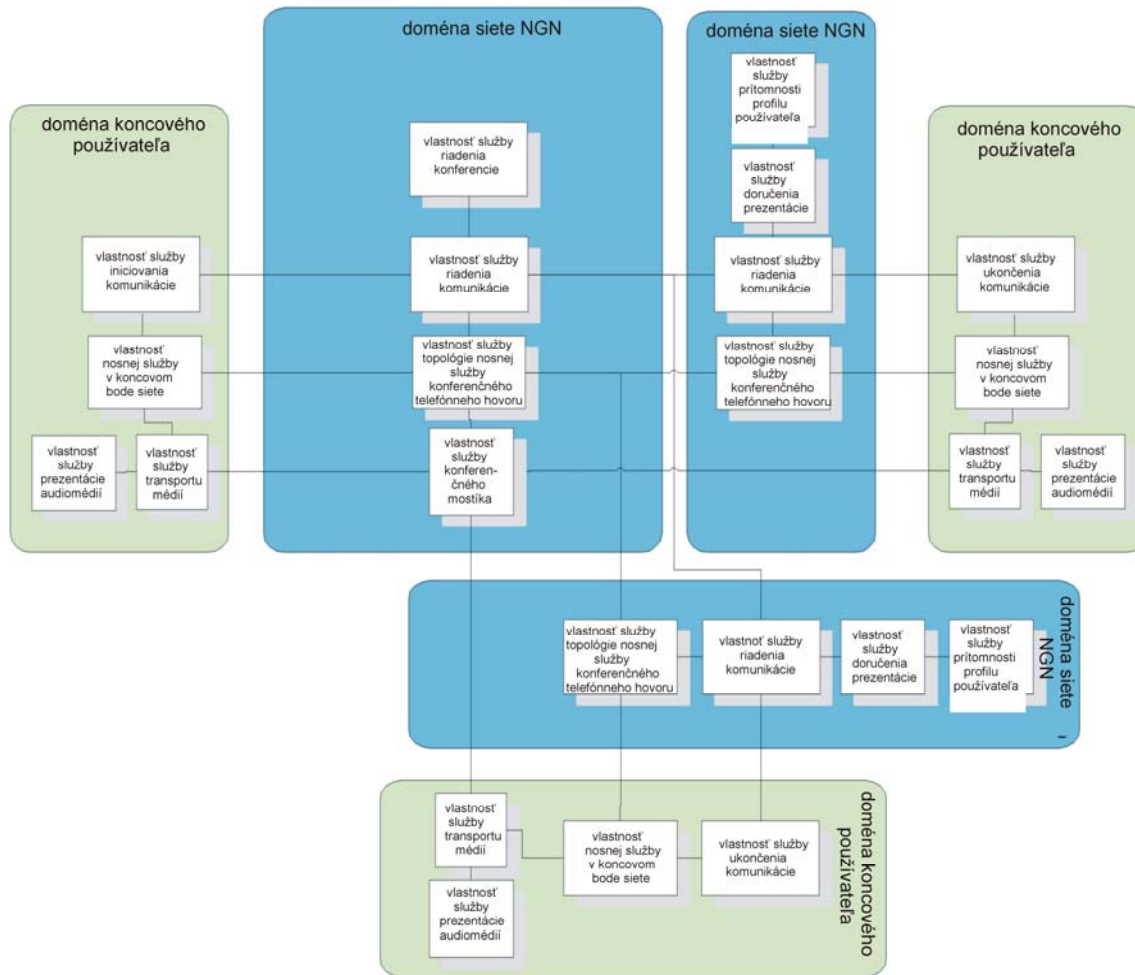 doména siete NGN
doména siete NGN
doména koncového
používateľa
doména koncového
používateľa
vlastnosť
služby
prítomnosti
profilu
používateľa
vlastnosť služby
riadenia
konferencie
vlastnosť
služby
doručenia
prezentácie
vlastnosť služby
iniciovania
komunikácie
vlastnosť služby
riadenia
komunikácie
vlastnosť služby
riadenia
komunikácie
vlastnosť služby
ukončenia
komunikácie
vlastnosť
nosnej služby
v koncovom
bode siete
vlastnosť služby
topológie nosnej
služby
konferenčného
telefónneho hovoru
vlastnosť služby
topológie nosnej
služby
konferenčného
telefónneho hovoru
vlastnosť
nosnej služby
v koncovom
bode siete
vlastnosť
služby
prezentácie
audiomédií
vlastnosť
služby
transportu
médií
vlastnosť
služby
konferen-
čného
mostíka
vlastnosť
služby
transportu
médií
vlastnosť
služby
prezentácie
audiomédií
doména siete
NGN
vlastnosť služby
topológie nosnej
služby
konferenčného
telefónneho hovoru
vlastnoť služby
riadenia
komunikácie
vlastnosť
služby
doručenia
prezentácie
vlastnosť
služby
prítomnosti
profilu
používateľa
doména koncového
používateľa
vlastnosť
služby
transportu
médií
vlastnosť
nosnej služby
v koncovom
bode siete
vlastnosť služby
ukončenia
komunikácie
vlastnosť
služby
prezentácie
audiomédií